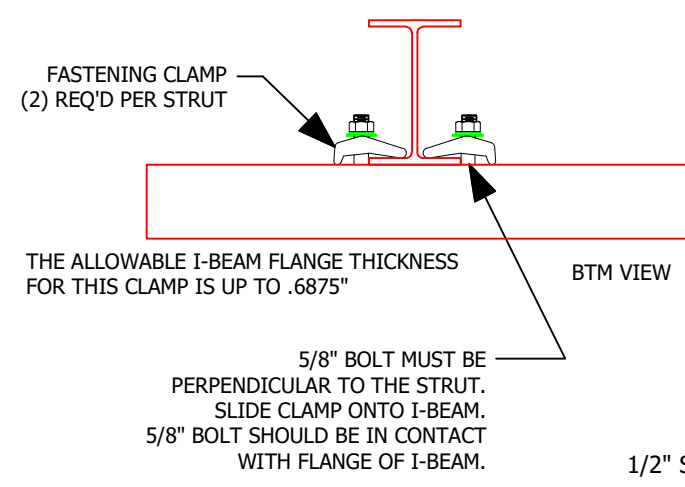 FASTENING CLAMP
(2) REQ'D PER STRUT
THE ALLOWABLE I-BEAM FLANGE THICKNESS
FOR THIS CLAMP IS UP TO .6875"
BTM VIEW
5/8" BOLT MUST BE
PERPENDICULAR TO THE STRUT.
SLIDE CLAMP ONTO I-BEAM.
5/8" BOLT SHOULD BE IN CONTACT
WITH FLANGE OF I-BEAM.
1/2" S